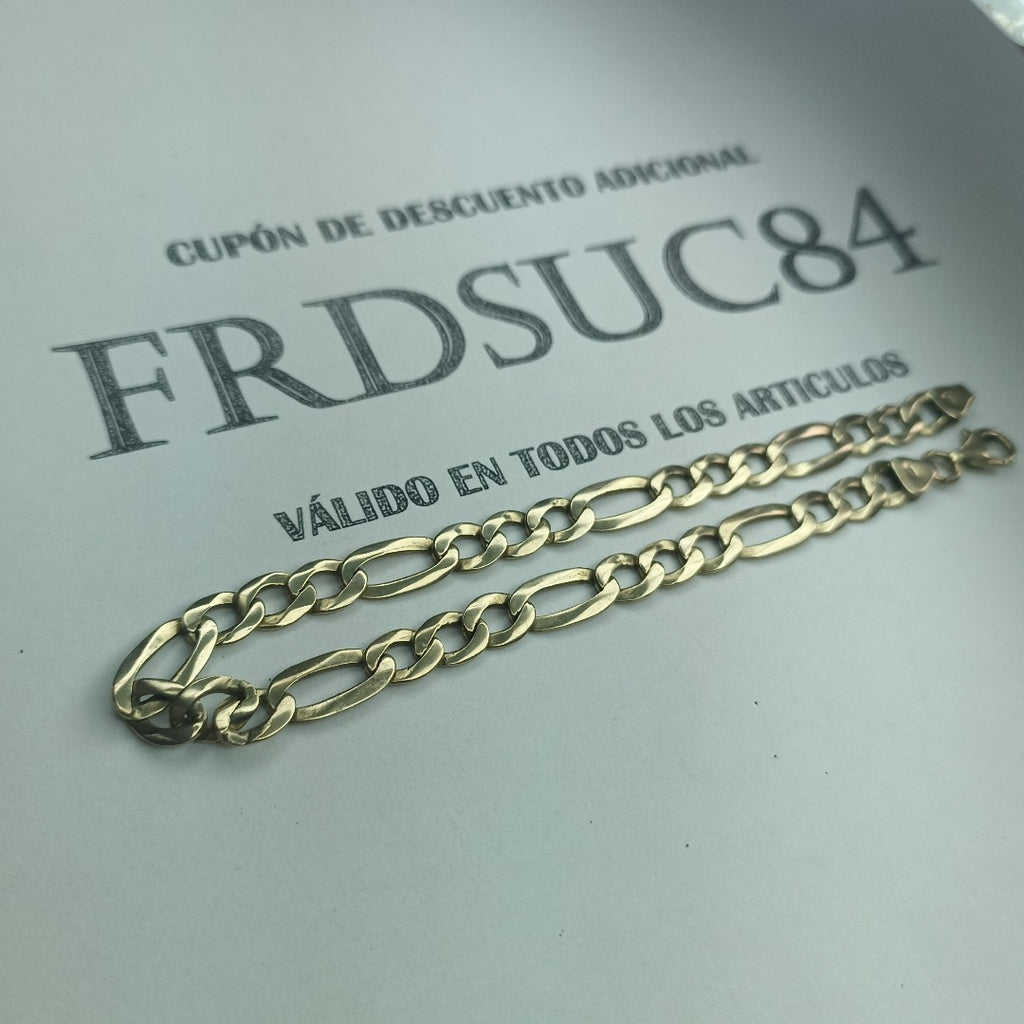 CUPÓN DE DESCUENTO ADICIONAL
FRDSUC84
VÁLIDO EN TODOS LOS ARTICULOS